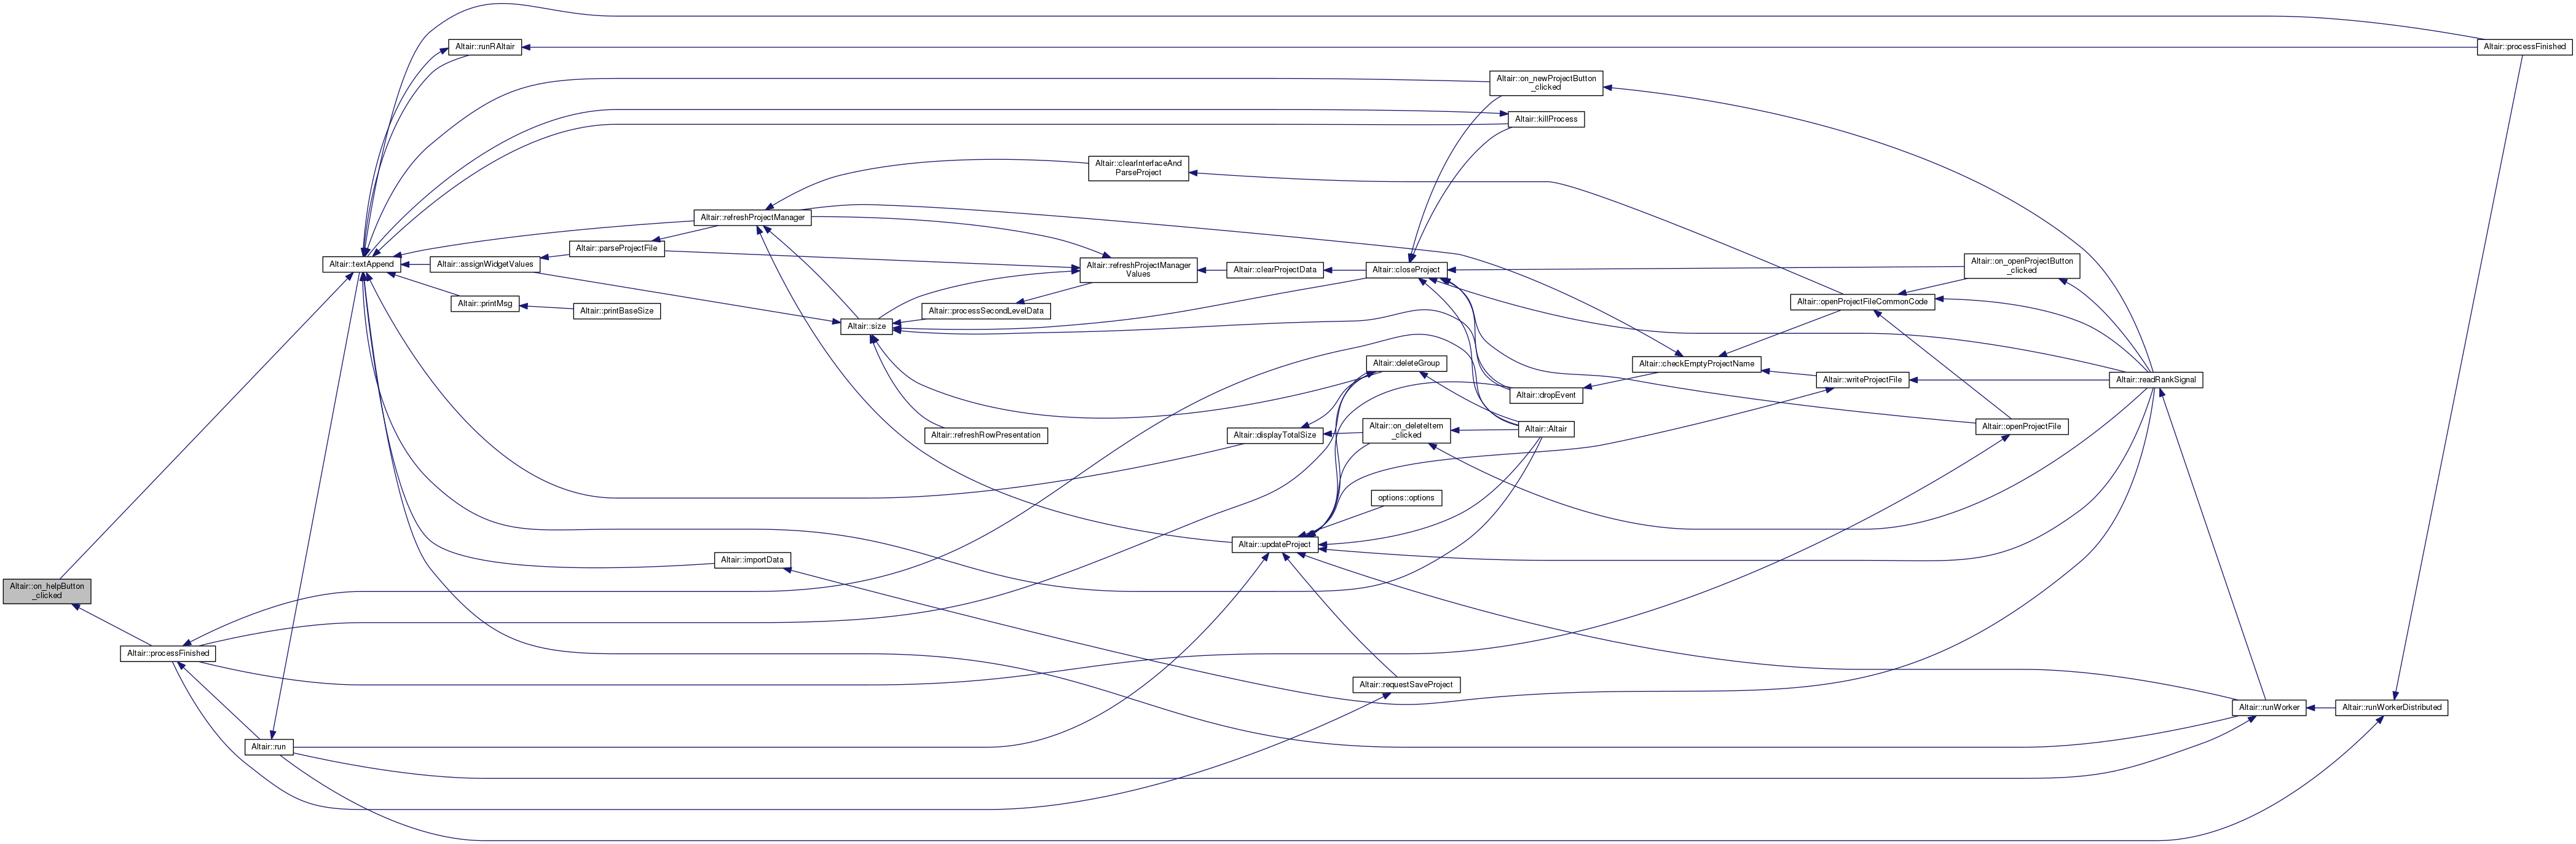 Altair::runRAltair
Altair::processFinished
Altair::on_newProjectButton
_clicked
Altair::killProcess
Altair::clearInterfaceAnd
ParseProject
Altair::refreshProjectManager
Altair::parseProjectFile
Altair::textAppend
Altair::assignWidgetValues
Altair::refreshProjectManager
Values
Altair::clearProjectData
Altair::closeProject
Altair::on_openProjectButton
_clicked
Altair::printMsg
Altair::printBaseSize
Altair::processSecondLevelData
Altair::openProjectFileCommonCode
Altair::size
Altair::deleteGroup
Altair::checkEmptyProjectName
Altair::writeProjectFile
Altair::readRankSignal
Altair::dropEvent
Altair::refreshRowPresentation
Altair::displayTotalSize
Altair::on_deleteItem
_clicked
Altair::Altair
Altair::openProjectFile
options::options
Altair::updateProject
Altair::importData
Altair::on_helpButton
_clicked
Altair::processFinished
Altair::requestSaveProject
Altair::runWorker
Altair::runWorkerDistributed
Altair::run